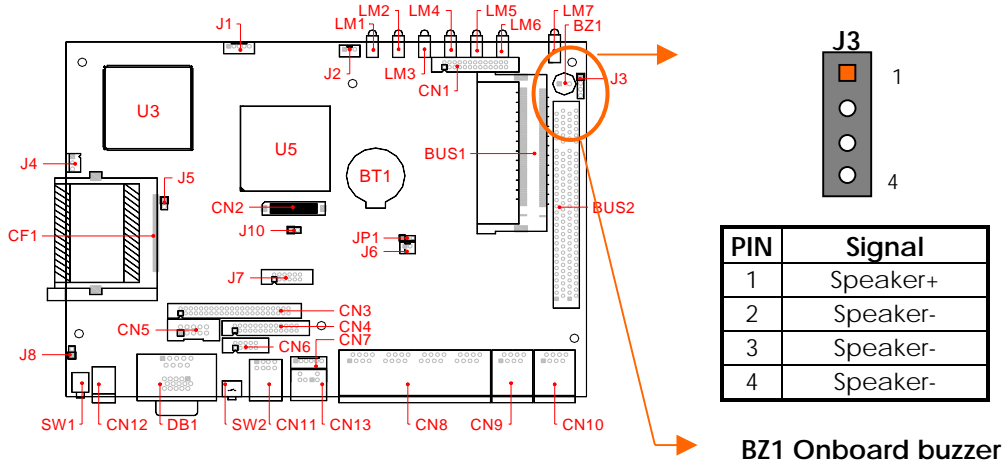 LM2 LM4 LM5 LM7
J1 LM1 LM6 BZ1
J2 LM3 J3
CN1
J3
1
4
U3
U5
J4
BUS1
J5
BT1
CN2
BUS2
CF1
J10
JP1
J6
J7
CN3
CN5 CN4
CN6 CN7
J8
SW1 CN12 DB1 SW2 CN11 CN13 CN8 CN9 CN10
PIN Signal
1 Speaker+
2 Speaker-
3 Speaker-
4 Speaker-
BZ1 Onboard buzzer